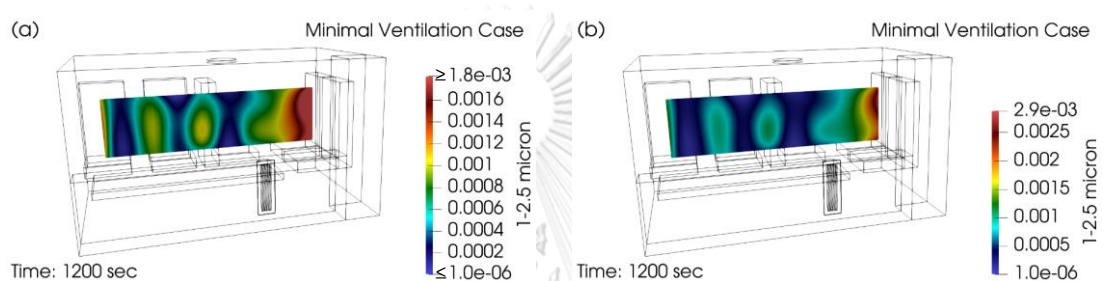 (a)
Minimal Ventilation Case
≥1.8e-03
0.0016
0.0014
0.0012
0.001
0.0008
0.0006
0.0004
0.0002
≤1.0e-06
1-2.5 micron
Time: 1200 sec
(b)
Minimal Ventilation Case
2.9e-03
0.0025
0.002
0.0015
0.001
0.0005
1.0e-06
1-2.5 micron
Time: 1200 sec